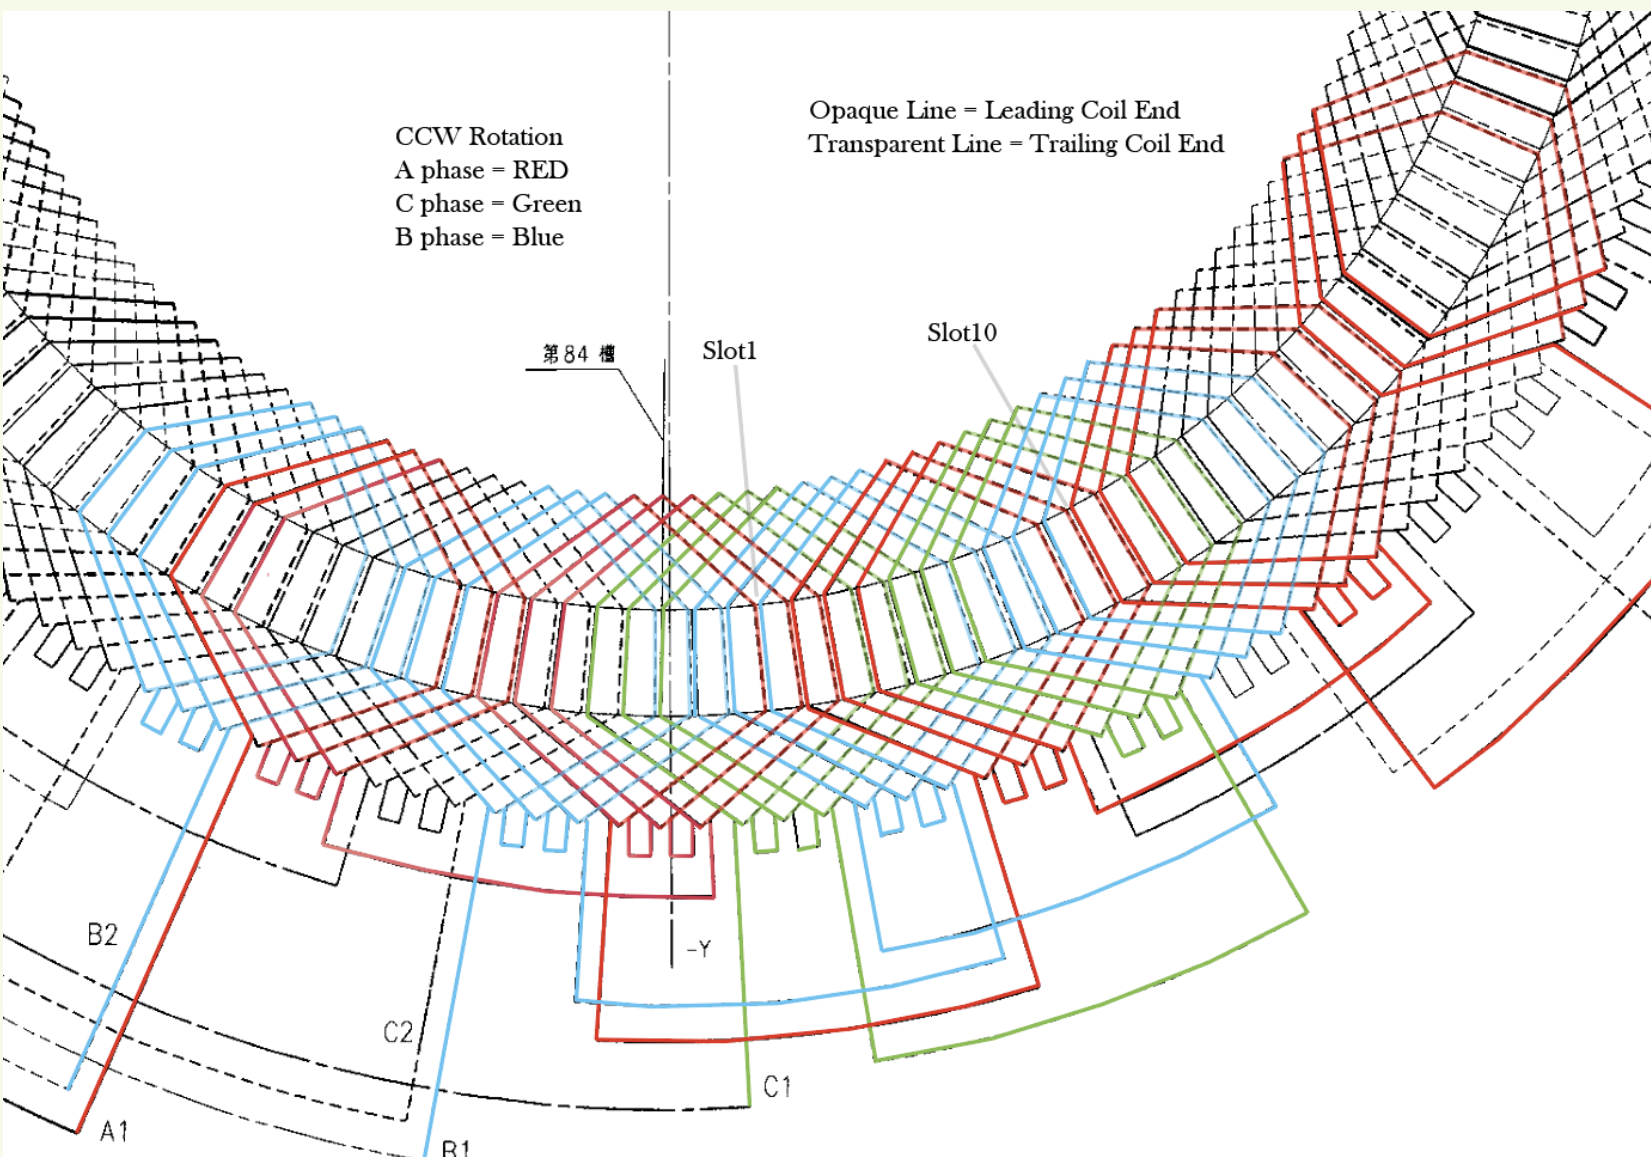 CCW Rotation
A phase = RED
C phase = Green
B phase = Blue
Opaque Line = Leading Coil End
Transparent Line = Trailing Coil End
第84槽
Slot1
Slot10
B2
-Y
C2
C1
A1
B1